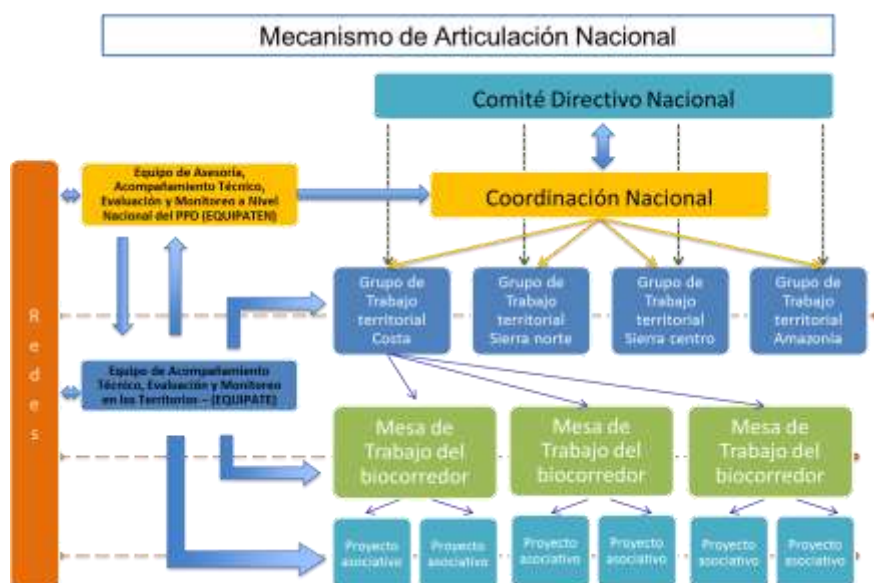 Mecanismo de Articulación Nacional
Comité Directivo Nacional
Equipo de Asesoría,
Acompañamiento Técnico,
Evaluación y Monitoreo a Nivel
Nacional del PPD (EQUIPATEN)
Coordinación Nacional
Grupo de
Trabajo
territorial
Costa
Grupo de
Trabajo
territorial
Sierra norte
Grupo de
Trabajo
territorial
Sierra centro
Grupo de
Trabajo
territorial
Amazonía
Redes
Equipo de Acompañamiento
Técnico, Evaluación y Monitoreo
en los Territorios – (EQUIPATE)
Mesa de
Trabajo del
biocorredor
Mesa de
Trabajo del
biocorredor
Mesa de
Trabajo del
biocorredor
Proyecto
asociativo
Proyecto
asociativo
Proyecto
asociativo
Proyecto
asociativo
Proyecto
asociativo
Proyecto
asociativo